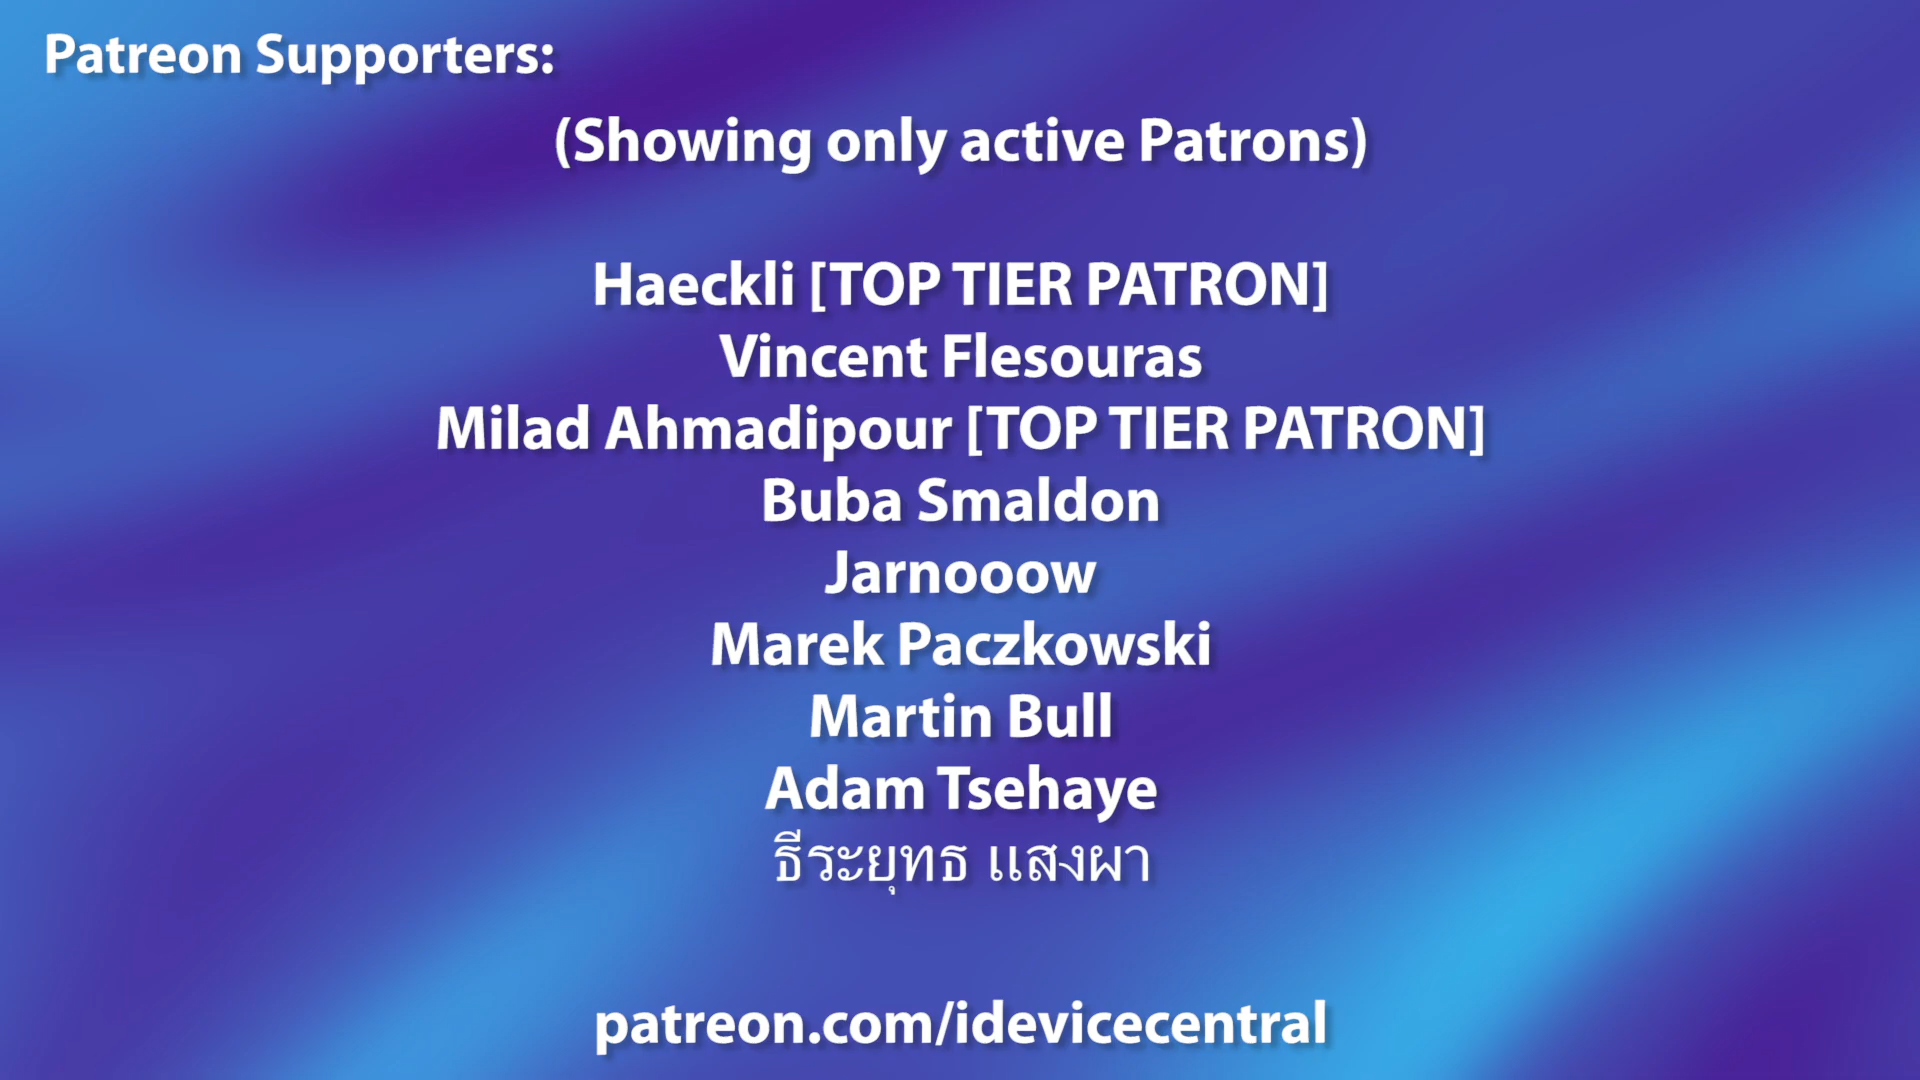 Patreon Supporters:
(Showing only active Patrons)
Haeckli [TOP TIER PATRON]
Vincent Flesouras
Milad Ahmadipour [TOP TIER PATRON]
Buba Smaldon
Jarnooow
Marek Paczkowski
Martin Bull
Adam Tsehaye
ธีระยุทธ แสงผา
patreon.com/idevicecentral